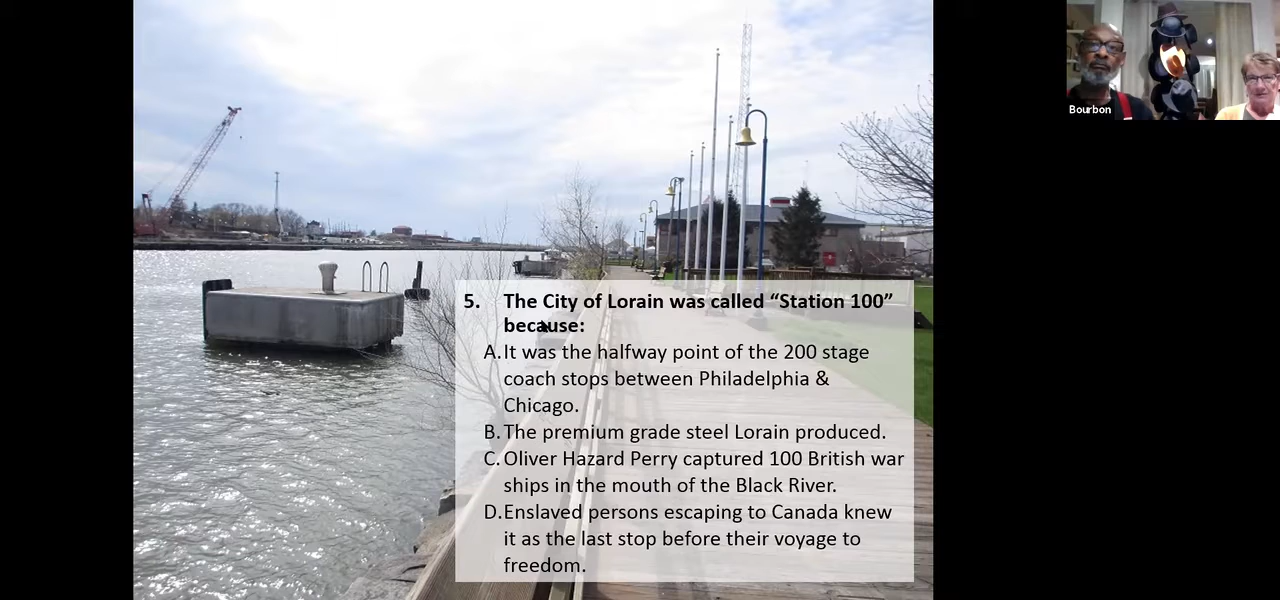 5. The City of Lorain was called “Station 100”
because:
A. It was the halfway point of the 200 stage
coach stops between Philadelphia &
Chicago.
B. The premium grade steel Lorain produced.
C. Oliver Hazard Perry captured 100 British war
ships in the mouth of the Black River.
D. Enslaved persons escaping to Canada knew
it as the last stop before their voyage to
freedom.
Bourbon